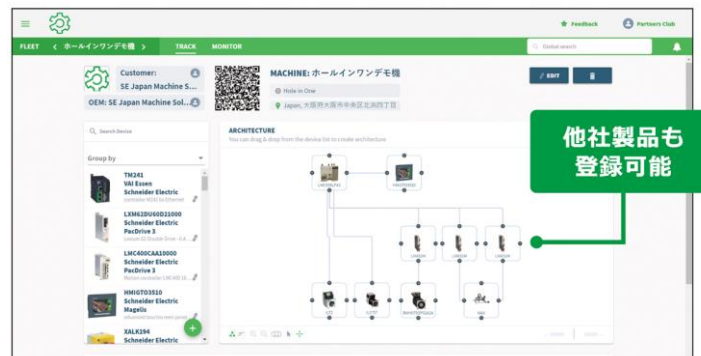 Feedback
Partners Club
FLEET
ホールインワンデモ機
TRACK
MONITOR
Global search
Customer:
SE Japan Machine S...
OEM: SE Japan Machine Sol...
MACHINE: ホールインワンデモ機
Hole in One
Japan, 大阪府大阪市中央区北浜四丁目
EDIT
Search Device
Group by
TM241
VAI Essen
Schneider Electric
LXM62DU60D21000
Schneider Electric
PacDrive 3
LMC400CAA10000
Schneider Electric
PacDrive 3
HMIGTO3510
Schneider Electric
Magelis
XALK194
Schneider Electric
ARCHITECTURE
You can drag & drop from the device list to create architecture
他社製品も
登録可能